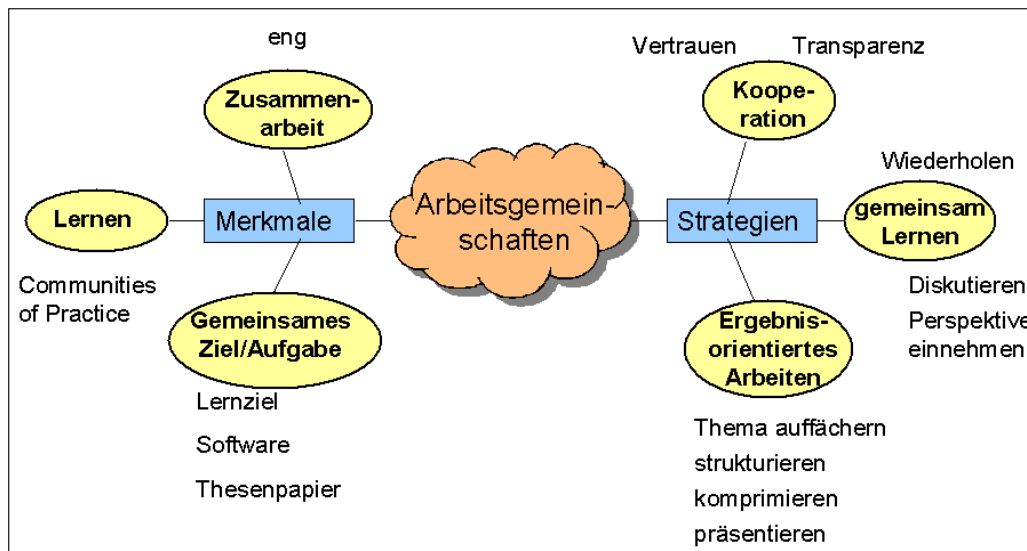 eng
Zusammen-
arbeit
Lernen
Communities
of Practice
Merkmale
Gemeinsames
Ziel/Aufgabe
Lernziel
Software
Thesenpapier
Arbeitsgemein-
schaften
Strategien
Vertrauen
Transparenz
Koope-
ration
Wiederholen
gemeinsam
Lernen
Diskutieren
Perspektive
einnehmen
Ergebnis-
orientiertes
Arbeiten
Thema auffächern
strukturieren
komprimieren
präsentieren